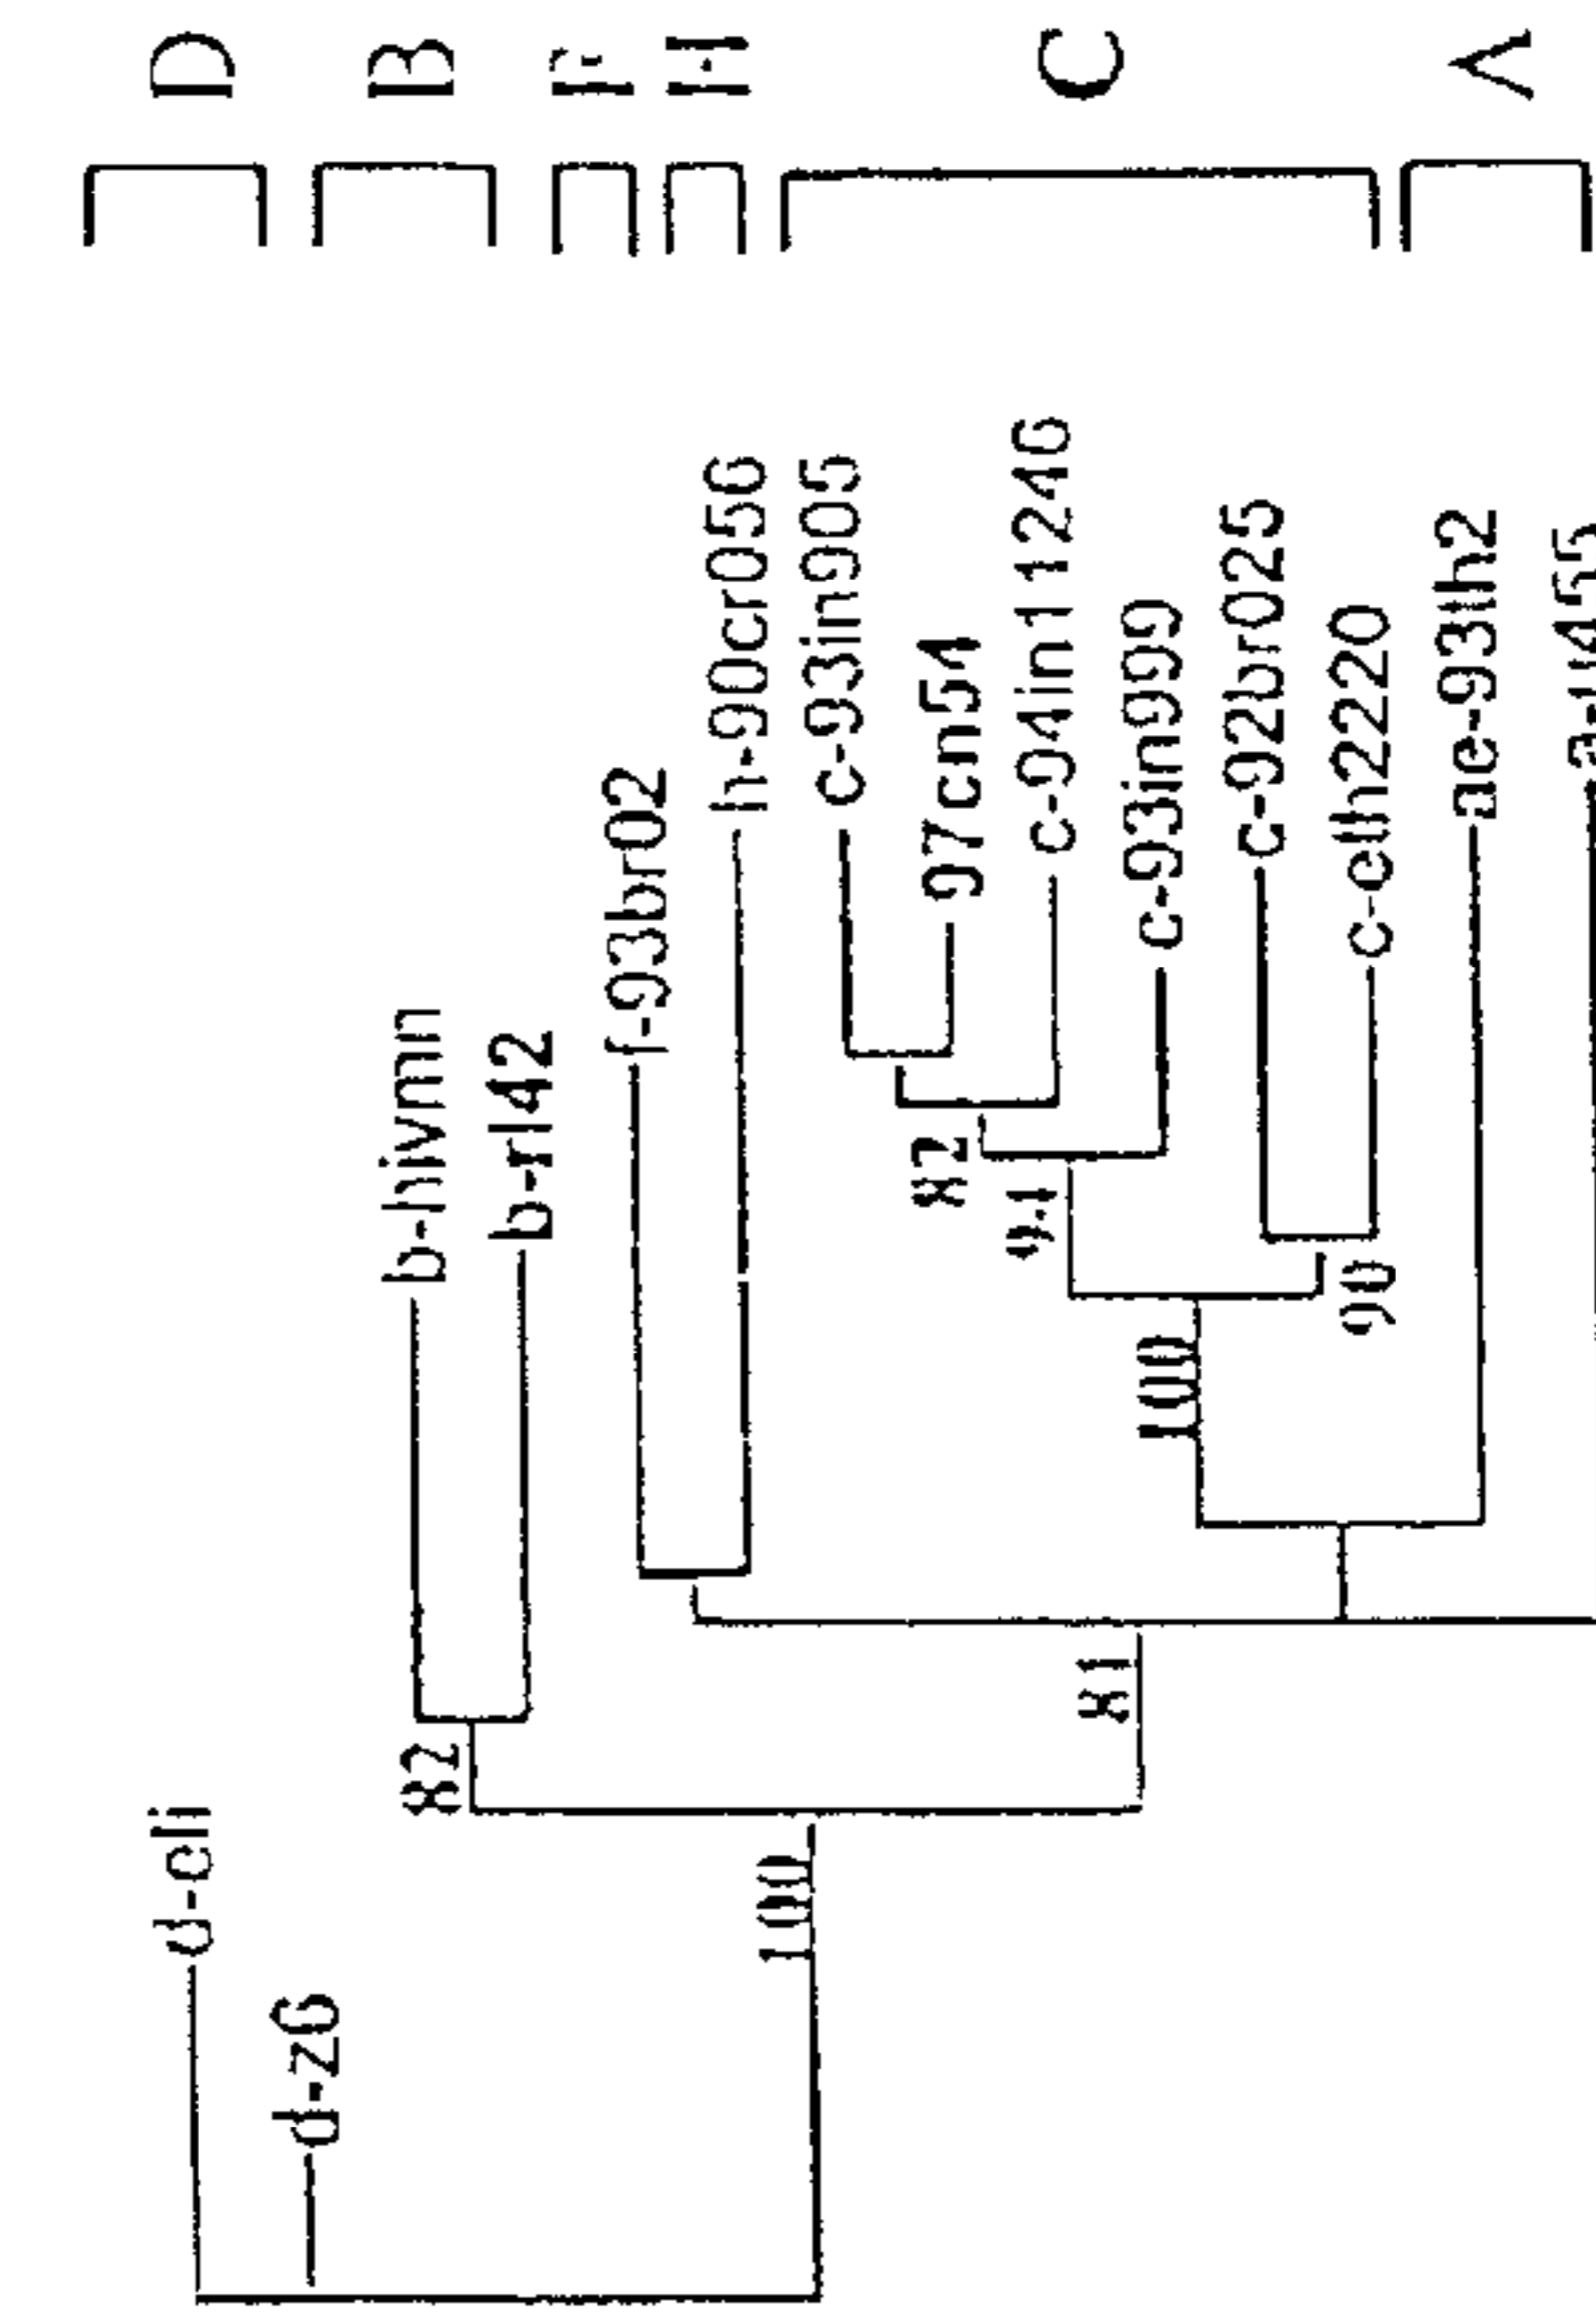 D
B
F
H
C
A
d-eli
d-z6
b-hivmn
b-rl42
f-93br02
h-90cr056
c-93in905
97cn54
c-94in11246
c-93in999
c-92br025
c-eth2220
ae-93th2
82
94
90
100
81
82
100